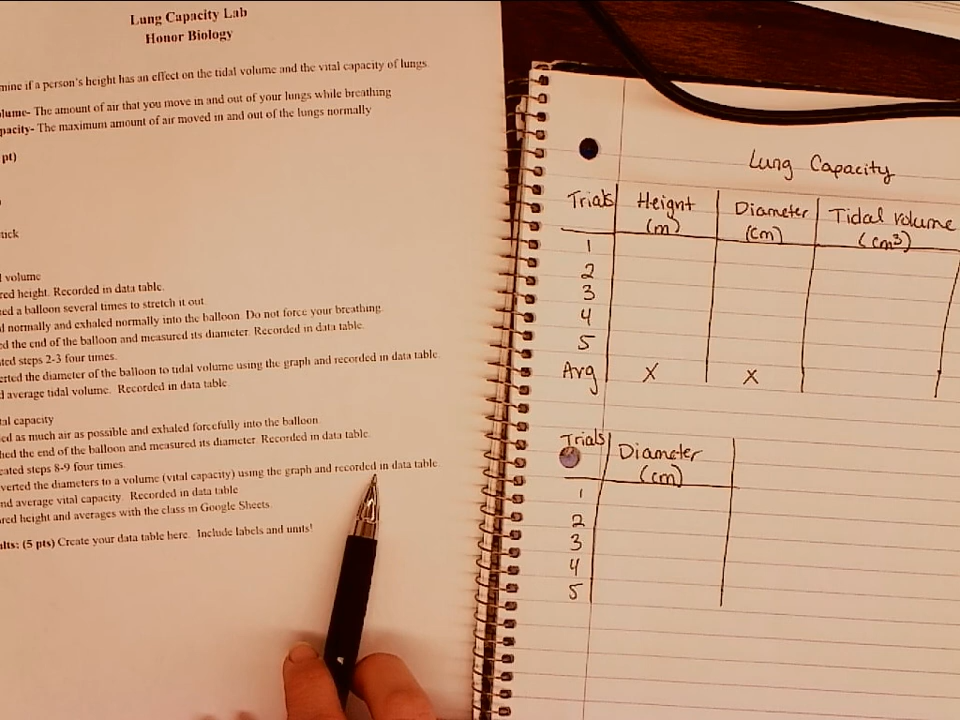 Lung Capacity Lab
Honor Biology
mine if a person's height has an effect on the tidal volume and the vital capacity of lungs.
olume- The amount of air that you move in and out of your lungs while breathing
pacity- The maximum amount of air moved in and out of the lungs normally
pt)
uck
l volume
red height. Recorded in data table.
ned a balloon several times to stretch it out.
d normally and exhaled normally into the balloon. Do not force your breathing.
ed the end of the balloon and measured its diameter. Recorded in data table.
ated steps 2-3 four times.
erted the diameter of the balloon to tidal volume using the graph and recorded in data table.
d average tidal volume. Recorded in data table.
tal capacity
ed as much air as possible and exhaled forcefully into the balloon.
hed the end of the balloon and measured its diameter. Recorded in data table.
eated steps 8-9 four times.
verted the diameters to a volume (vital capacity) using the graph and recorded in data table.
nd average vital capacity. Recorded in data table
red height and averages with the class in Google Sheets.
ults: (5 pts) Create your data table here. Include labels and units!
Lung Capacity
Trials Height (m) Diameter (cm) Tidal Volume (cm³)
1
2
3
4
5
Avg X X
Trials Diameter (cm)
1
2
3
4
5